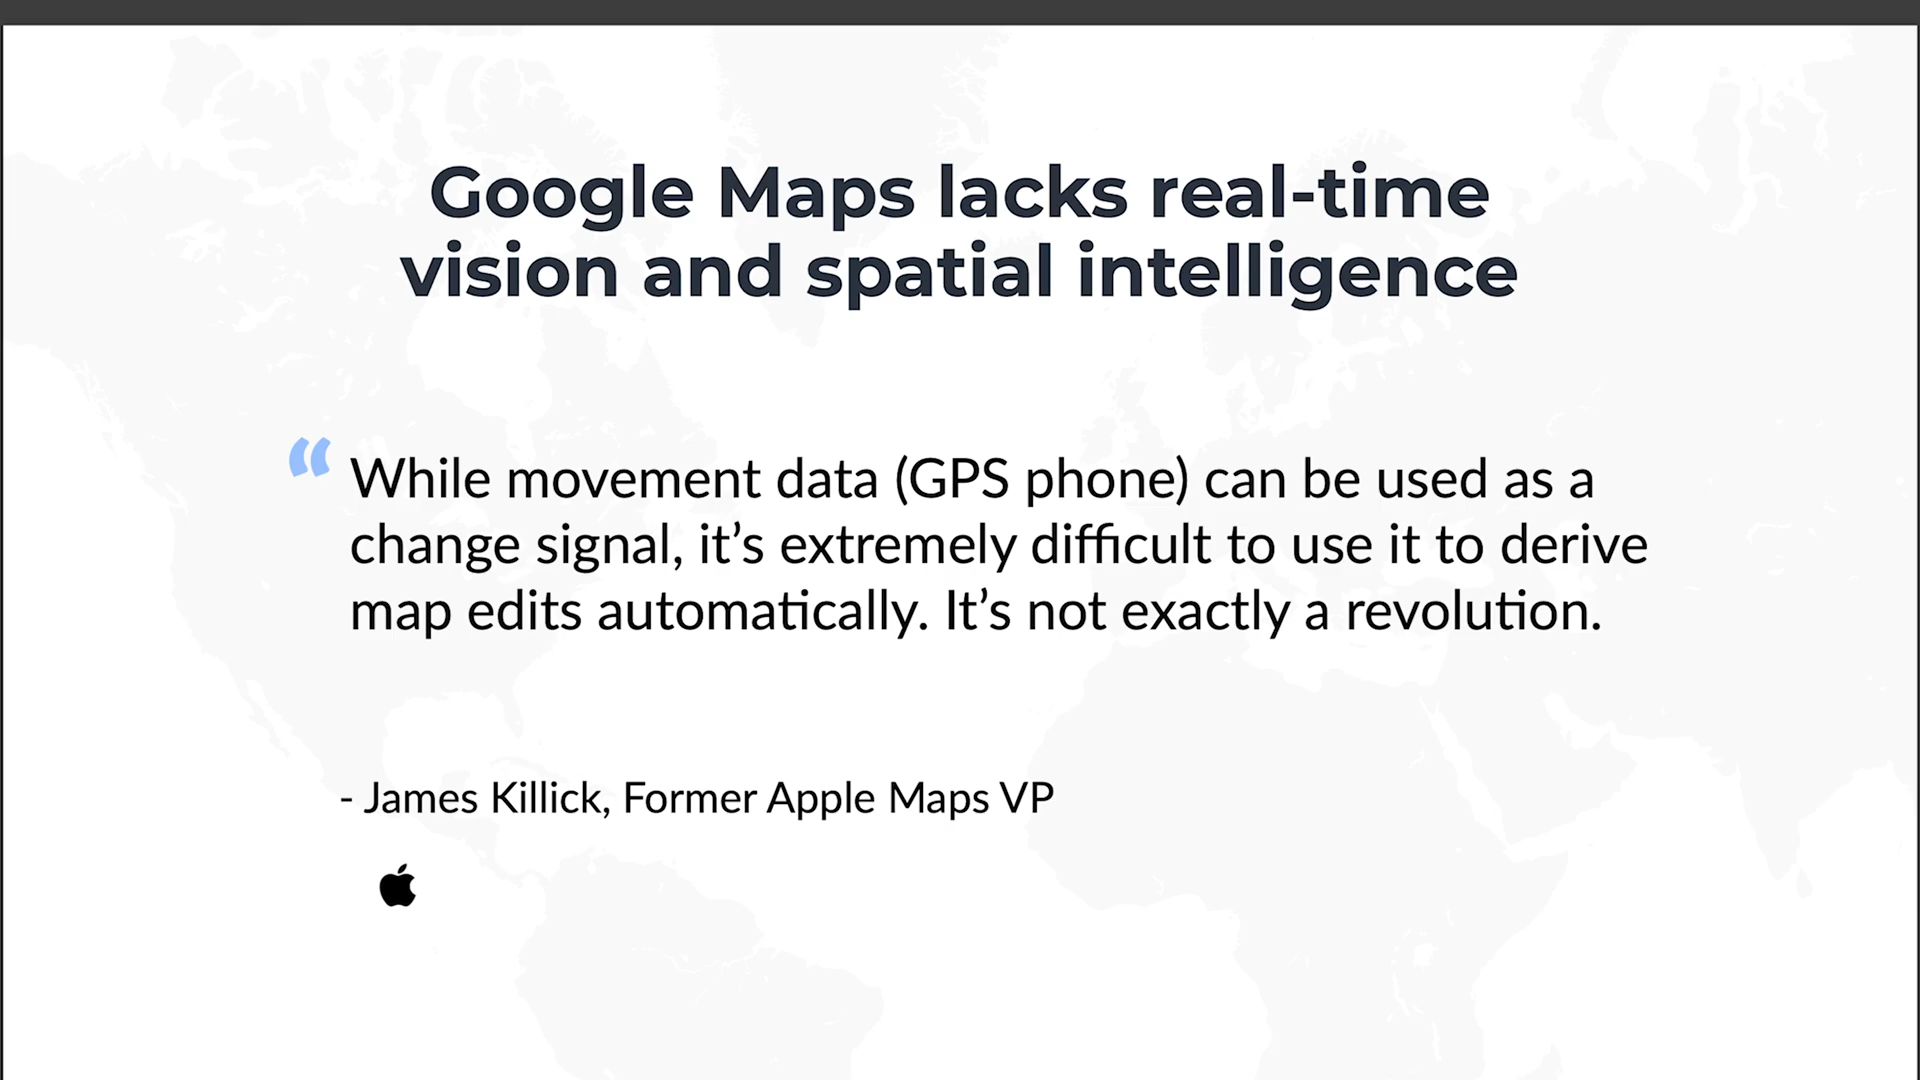 Google Maps lacks real-time
vision and spatial intelligence
“ While movement data (GPS phone) can be used as a
change signal, it’s extremely difficult to use it to derive
map edits automatically. It’s not exactly a revolution.
- James Killick, Former Apple Maps VP